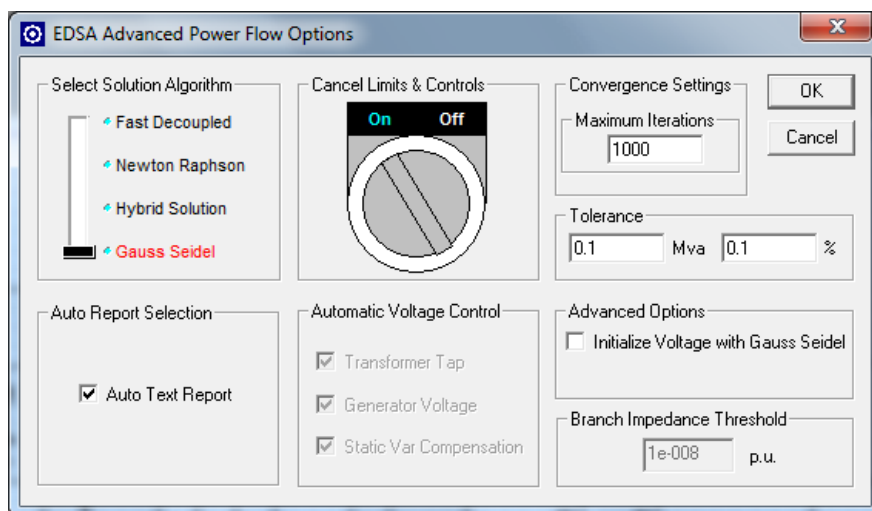 EDSA Advanced Power Flow Options
Select Solution Algorithm
Fast Decoupled
Newton Raphson
Hybrid Solution
Gauss Seidel
Cancel Limits & Controls
On Off
Convergence Settings
Maximum Iterations
1000
OK
Cancel
Tolerance
0.1 Mva 0.1 %
Auto Report Selection
Auto Text Report
Automatic Voltage Control
Transformer Tap
Generator Voltage
Static Var Compensation
Advanced Options
Initialize Voltage with Gauss Seidel
Branch Impedance Threshold
1e-008 p.u.